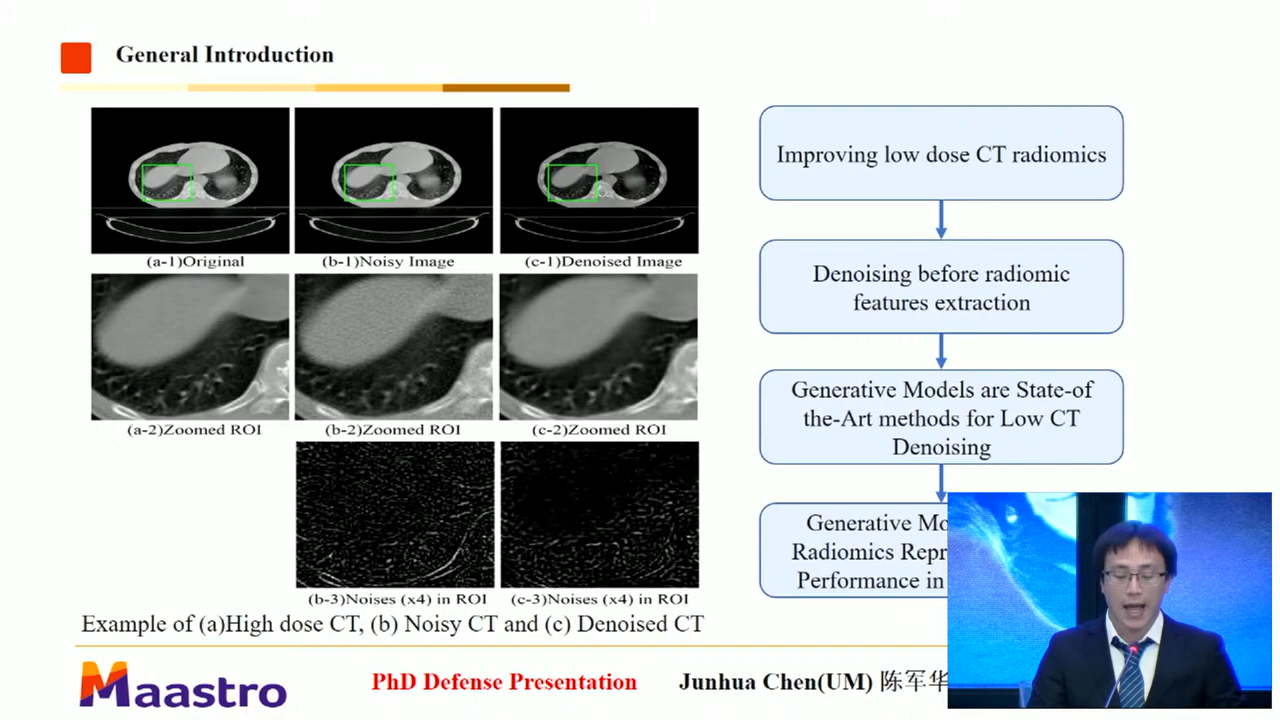 General Introduction
(a-1)Original
(b-1)Noisy Image
(c-1)Denoised Image
(a-2)Zoomed ROI
(b-2)Zoomed ROI
(c-2)Zoomed ROI
(b-3)Noises (x4) in ROI
(c-3)Noises (x4) in ROI
Example of (a)High dose CT, (b) Noisy CT and (c) Denoised CT
Improving low dose CT radiomics
Denoising before radiomic
features extraction
Generative Models are State-of
the-Art methods for Low CT
Denoising
Generative
Radiomics
Performance in
Maastro
PhD Defense Presentation
Junhua Chen(UM) 陈军华